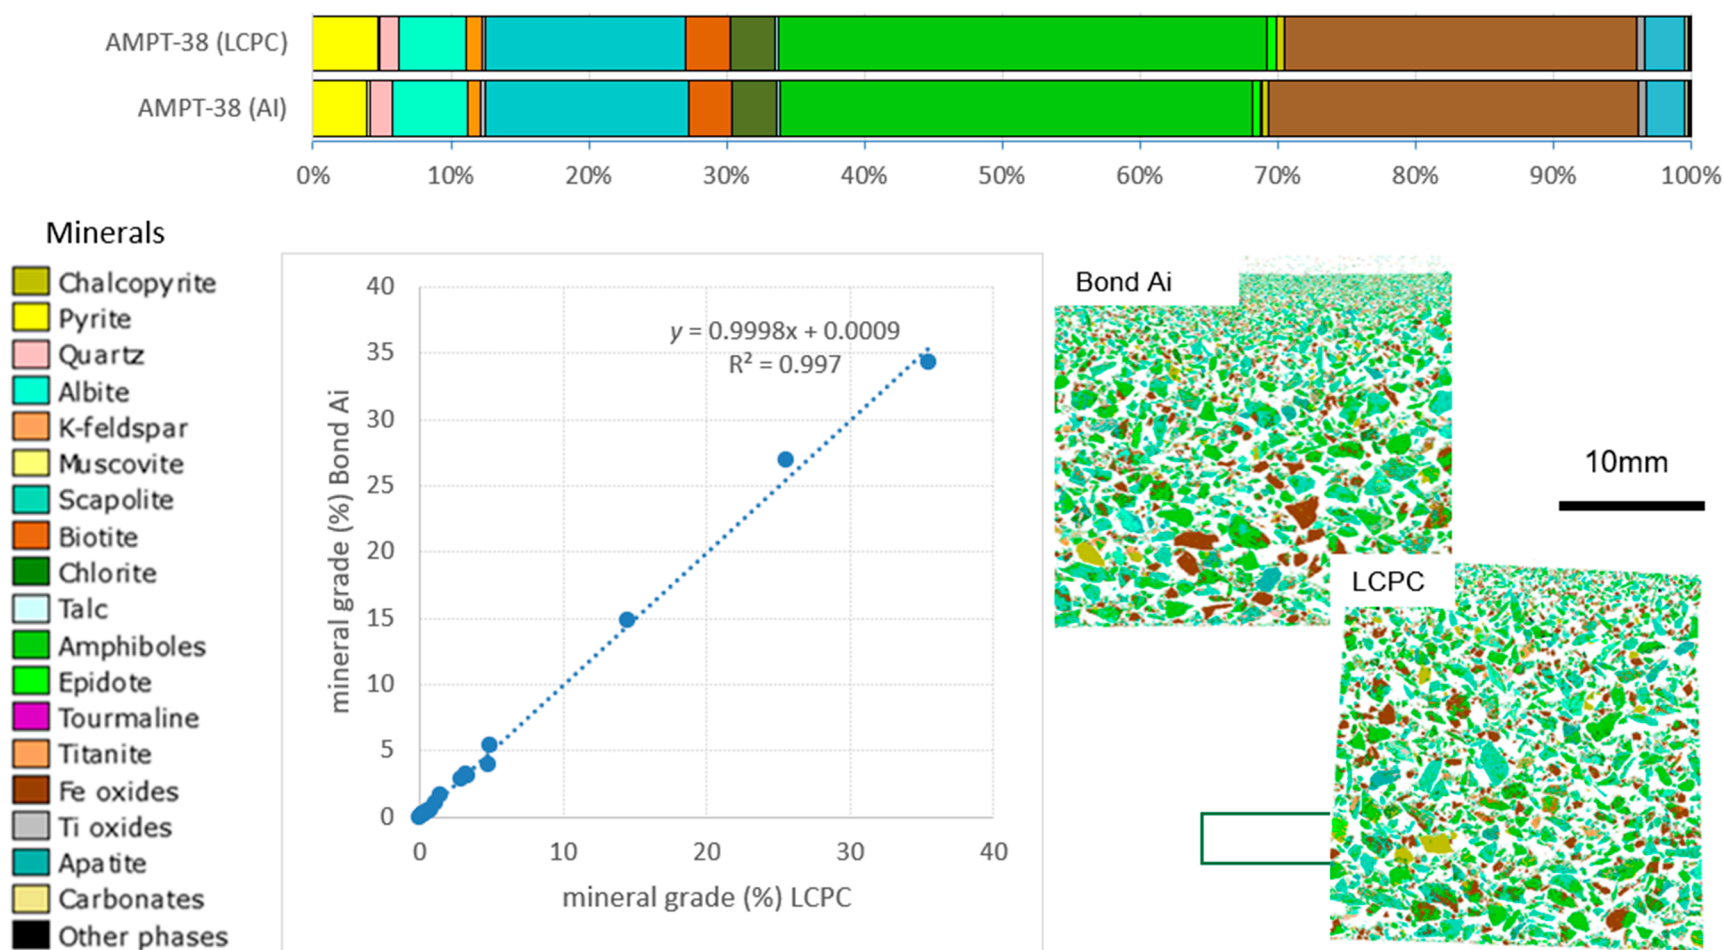 AMPT-38 (LCPC)
AMPT-38 (AI)
0% 10% 20% 30% 40% 50% 60% 70% 80% 90% 100%
Minerals
Chalcopyrite
Pyrite
Quartz
Albite
K-feldspar
Muscovite
Scapolite
Biotite
Chlorite
Talc
Amphiboles
Epidote
Tourmaline
Titanite
Fe oxides
Ti oxides
Apatite
Carbonates
Other phases
mineral grade (%) Bond Ai
40
35
30
25
20
15
10
5
0
y = 0.9998x + 0.0009
R² = 0.997
0 10 20 30 40
mineral grade (%) LCPC
Bond Ai
10mm
LCPC